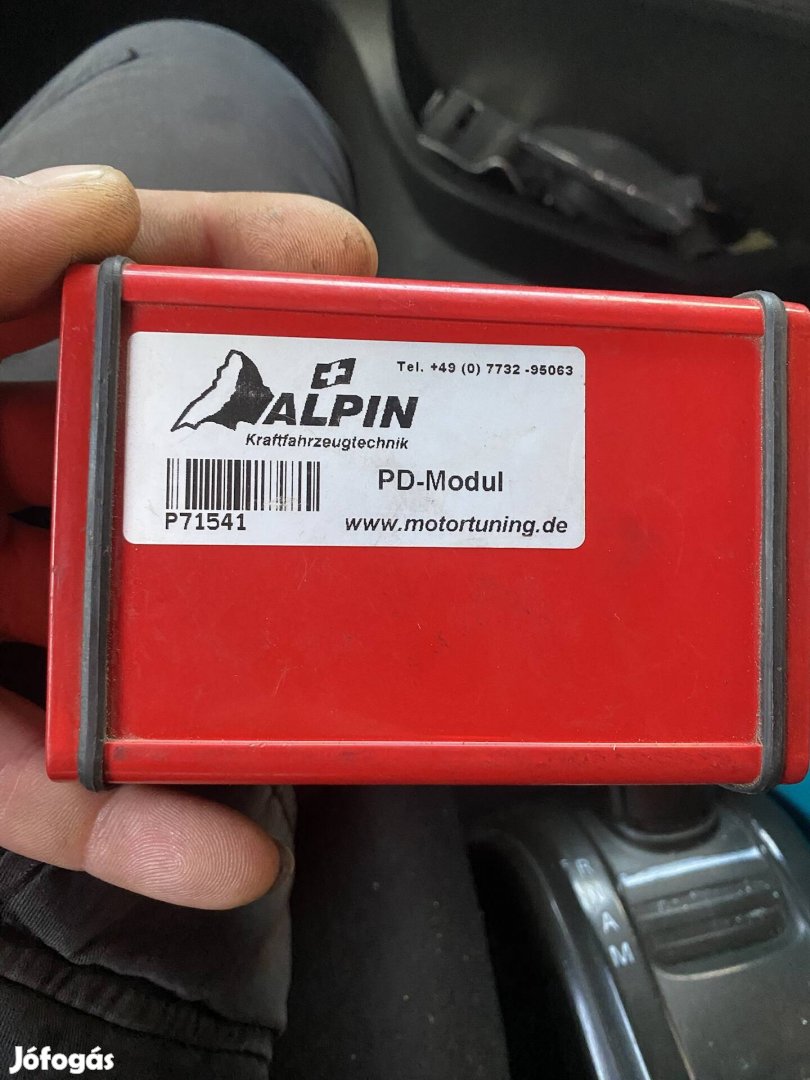 Tel. +49 (0) 7732 -95063
ALPIN
Kraftfahrzeugtechnik
PD-Modul
P71541
www.motortuning.de
Jófogás